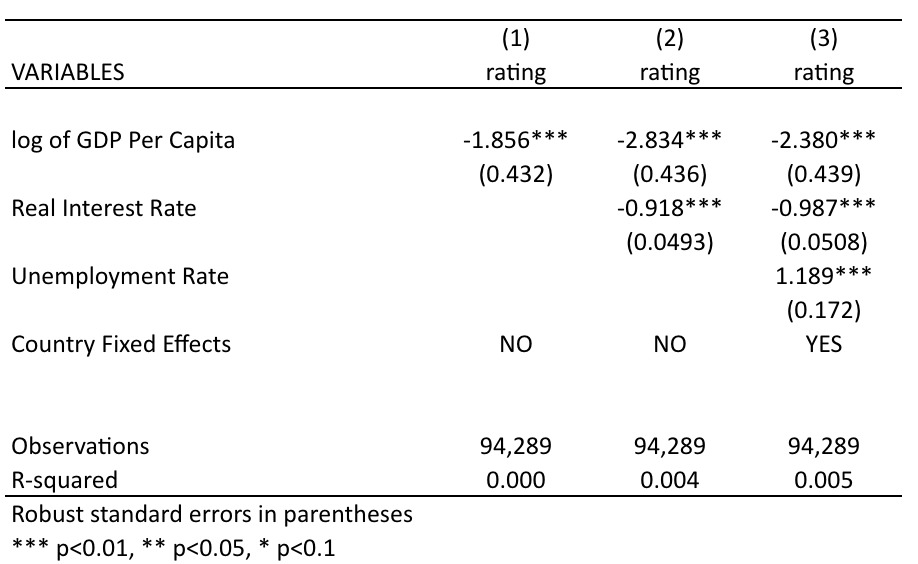 (1) (2) (3)
VARIABLES rating rating rating
log of GDP Per Capita -1.856*** -2.834*** -2.380***
(0.432) (0.436) (0.439)
Real Interest Rate -0.918*** -0.987***
(0.0493) (0.0508)
Unemployment Rate 1.189***
(0.172)
Country Fixed Effects NO NO YES
Observations 94,289 94,289 94,289
R-squared 0.000 0.004 0.005
Robust standard errors in parentheses
*** p<0.01, ** p<0.05, * p<0.1